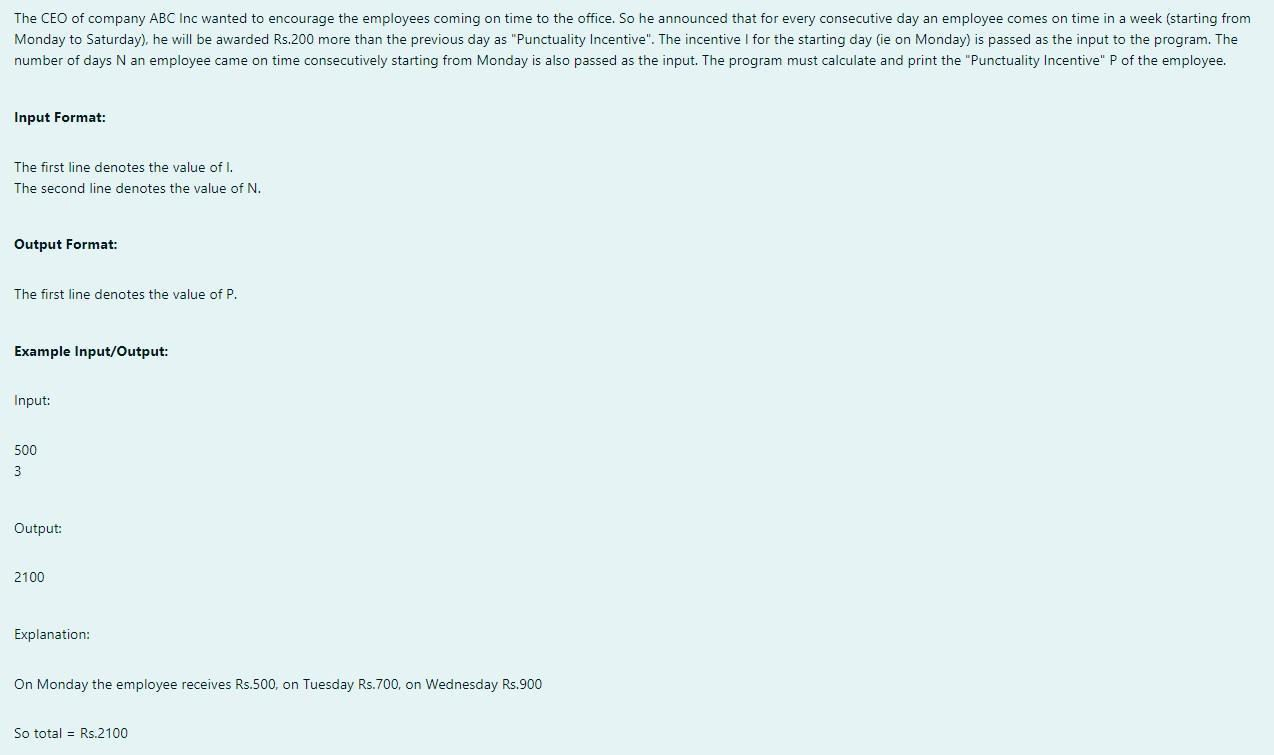 The CEO of company ABC Inc wanted to encourage the employees coming on time to the office. So he announced that for every consecutive day an employee comes on time in a week (starting from
Monday to Saturday), he will be awarded Rs.200 more than the previous day as "Punctuality Incentive". The incentive I for the starting day (ie on Monday) is passed as the input to the program. The
number of days N an employee came on time consecutively starting from Monday is also passed as the input. The program must calculate and print the "Punctuality Incentive" P of the employee.
Input Format:
The first line denotes the value of I.
The second line denotes the value of N.
Output Format:
The first line denotes the value of P.
Example Input/Output:
Input:
500
3
Output:
2100
Explanation:
On Monday the employee receives Rs.500, on Tuesday Rs.700, on Wednesday Rs.900
So total = Rs.2100